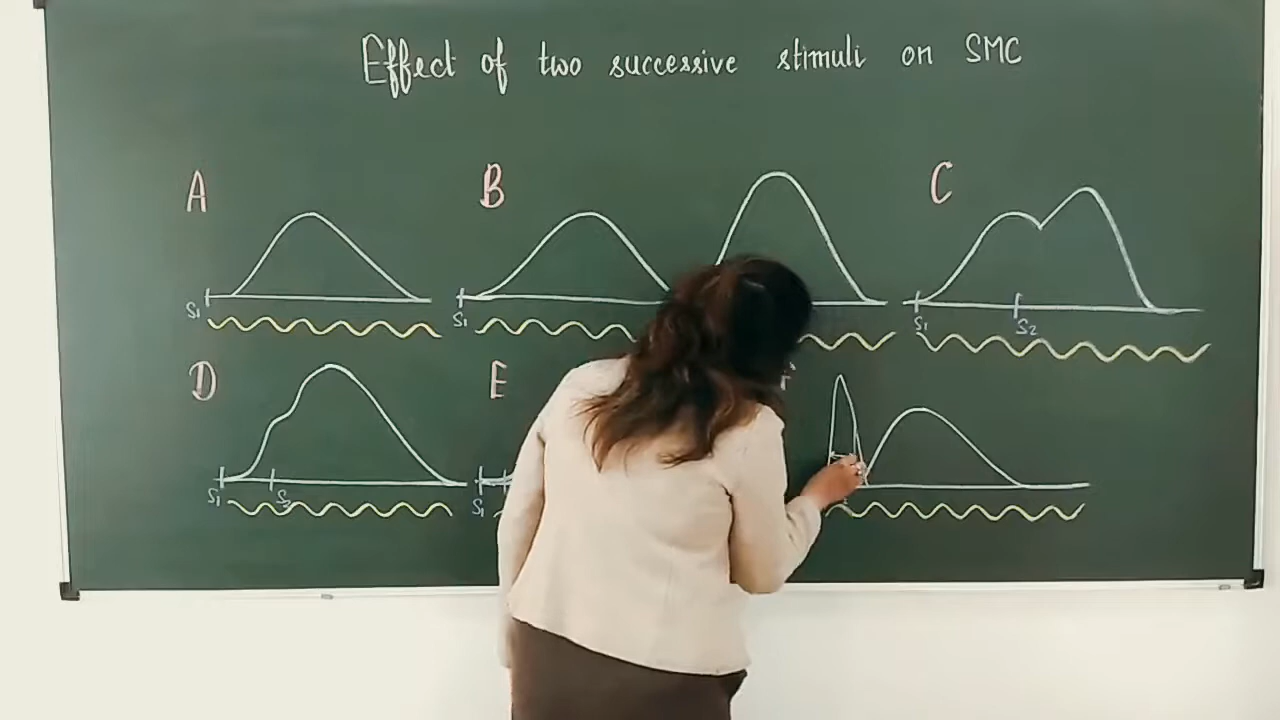 Effect of two successive stimuli on SMC
A B C
S1 S1 S1 S2
D E
S1 S2 S1